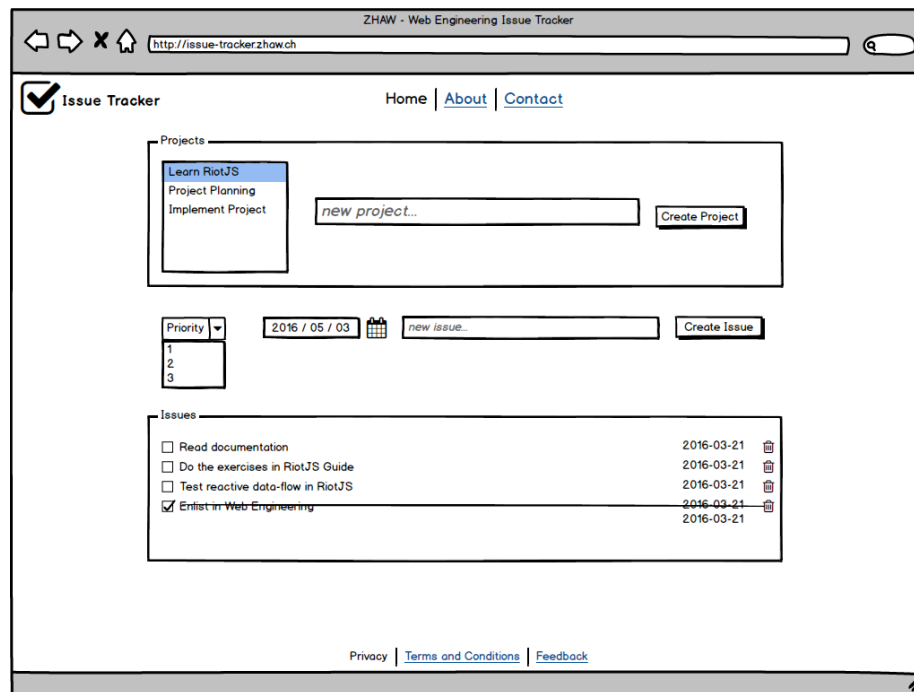 ZHAW - Web Engineering Issue Tracker
http://issue-tracker.zhaw.ch
Issue Tracker
Home About Contact
Projects
Learn RiotJS
Project Planning
Implement Project
new project...
Create Project
Priority
1
2
3
2016 / 05 / 03
new issue...
Create Issue
Issues
Read documentation 2016-03-21
Do the exercises in RiotJS Guide 2016-03-21
Test reactive data-flow in RiotJS 2016-03-21
Enlist in Web Engineering 2016-03-21
2016-03-21
Privacy Terms and Conditions Feedback